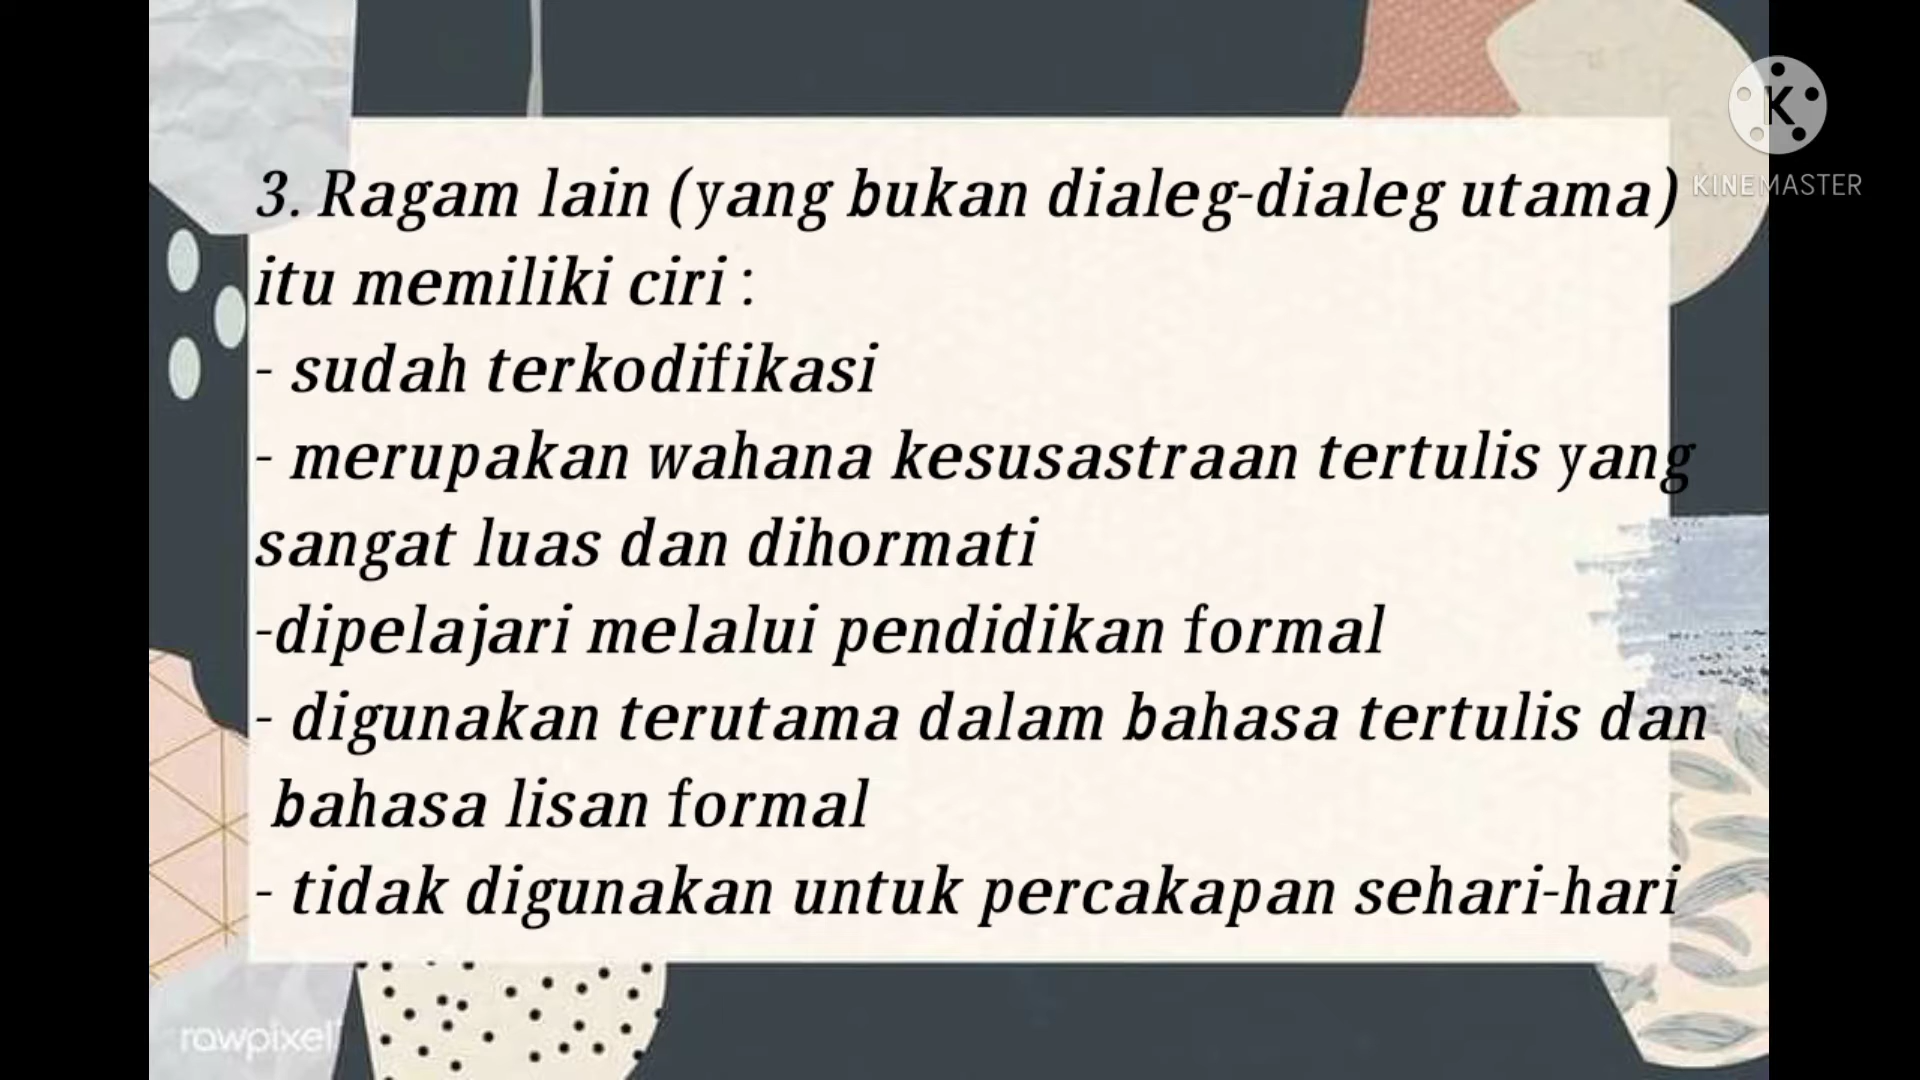 3. Ragam lain (yang bukan dialeg-dialeg utama)
itu memiliki ciri :
- sudah terkodifikasi
- merupakan wahana kesusastraan tertulis yang
sangat luas dan dihormati
-dipelajari melalui pendidikan formal
- digunakan terutama dalam bahasa tertulis dan
bahasa lisan formal
- tidak digunakan untuk percakapan sehari-hari
K
KINEMASTER
rawpixel